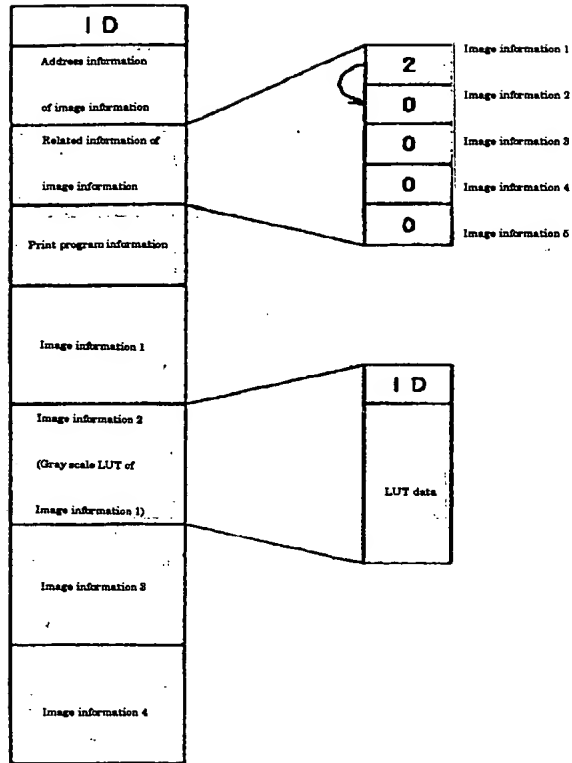 ID
Address information
of image information
Related information of
image information
Print program information
Image information 1
Image information 2
(Gray scale LUT of
Image information 1)
Image information 3
Image information 4
2
0
0
0
0
Image information 1
Image information 2
Image information 3
Image information 4
Image information 5
ID
LUT data